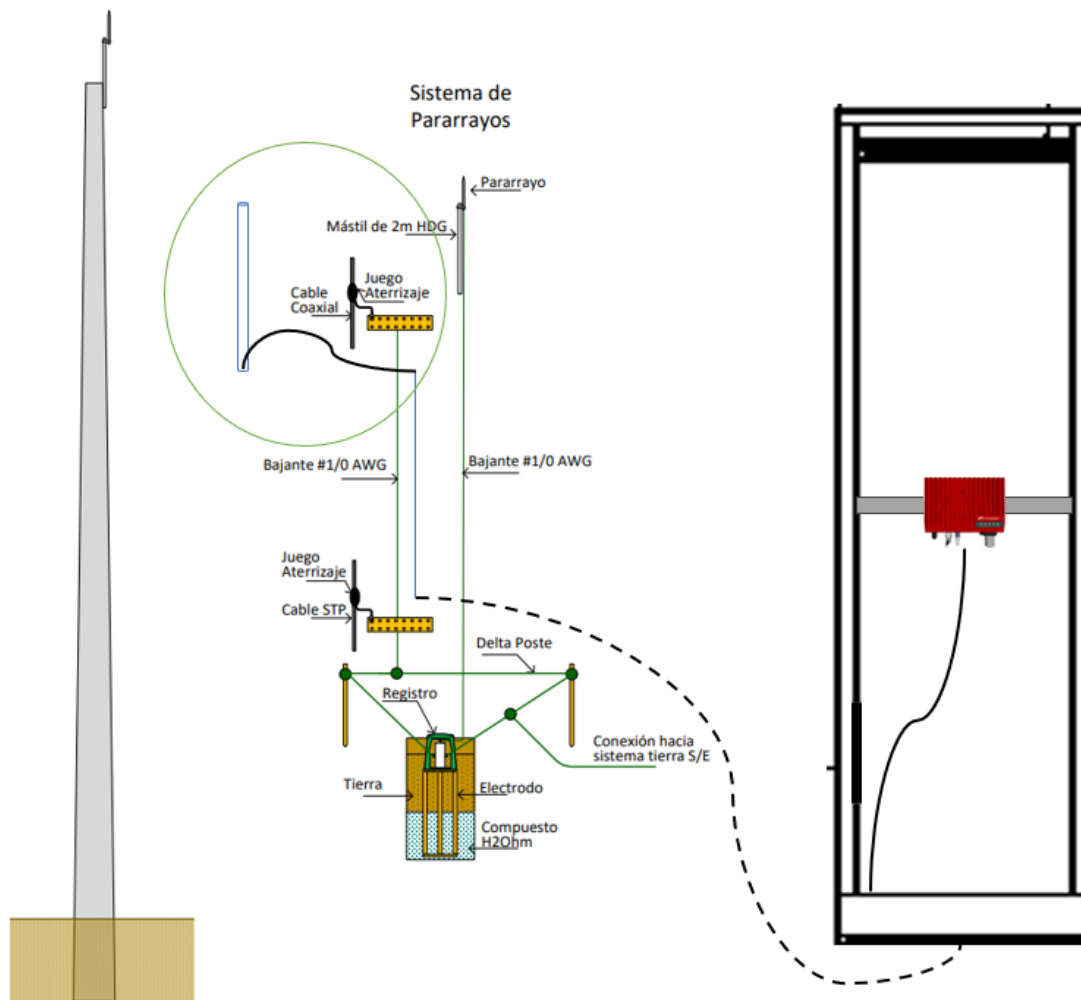 Sistema de
Pararrayos
Pararrayo
Mástil de 2m HDG
Juego
Aterrizaje
Cable
Coaxial
Bajante #1/0 AWG
Bajante #1/0 AWG
Juego
Aterrizaje
Cable STP
Delta Poste
Registro
Conexión hacia
sistema tierra S/E
Tierra
Electrodo
Compuesto
H2Ohm